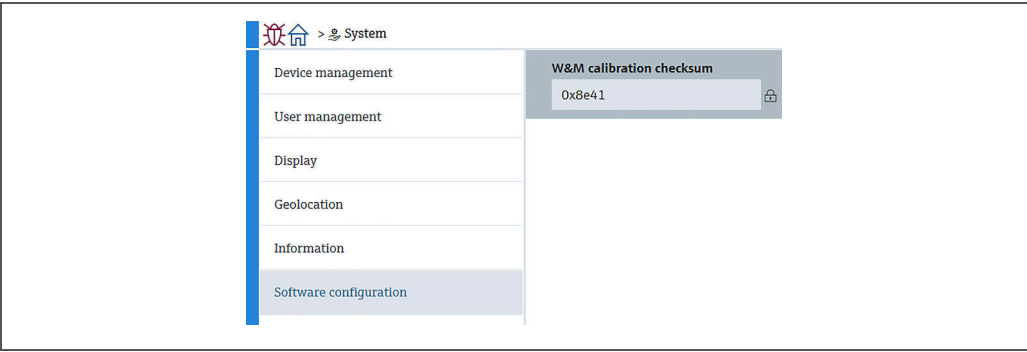 > System
Device management
W&M calibration checksum
0x8e41
User management
Display
Geolocation
Information
Software configuration